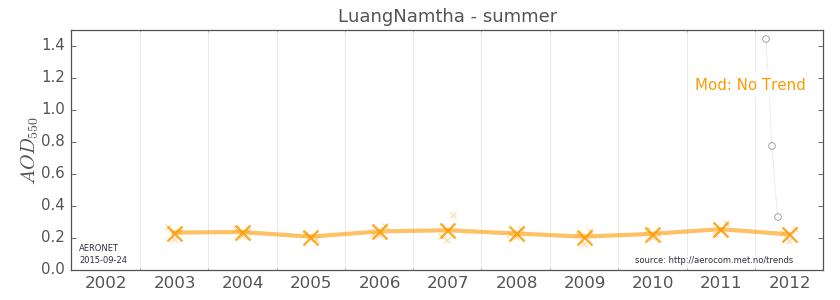 LuangNamtha - summer
1.4
1.2
1.0
0.8
0.6
0.4
0.2
0.0
AOD550
Mod: No Trend
AERONET
2015-09-24
source: http://aerocom.met.no/trends
2002 2003 2004 2005 2006 2007 2008 2009 2010 2011 2012